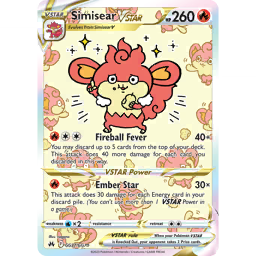 VSTAR Simisear VSTAR HP 260
Evolves from Simisear V
Fireball Fever 40+
You may discard up to 5 cards from the top of your deck.
This attack does 40 more damage for each card you
discarded in this way.
VSTAR Power
Ember Star 30×
This attack does 30 damage for each Energy card in your
discard pile. (You can't use more than 1 VSTAR Power in
a game.)
weakness ×2 resistance retreat
VSTAR rule
When your Pokémon VSTAR
is Knocked Out, your opponent takes 2 Prize cards.